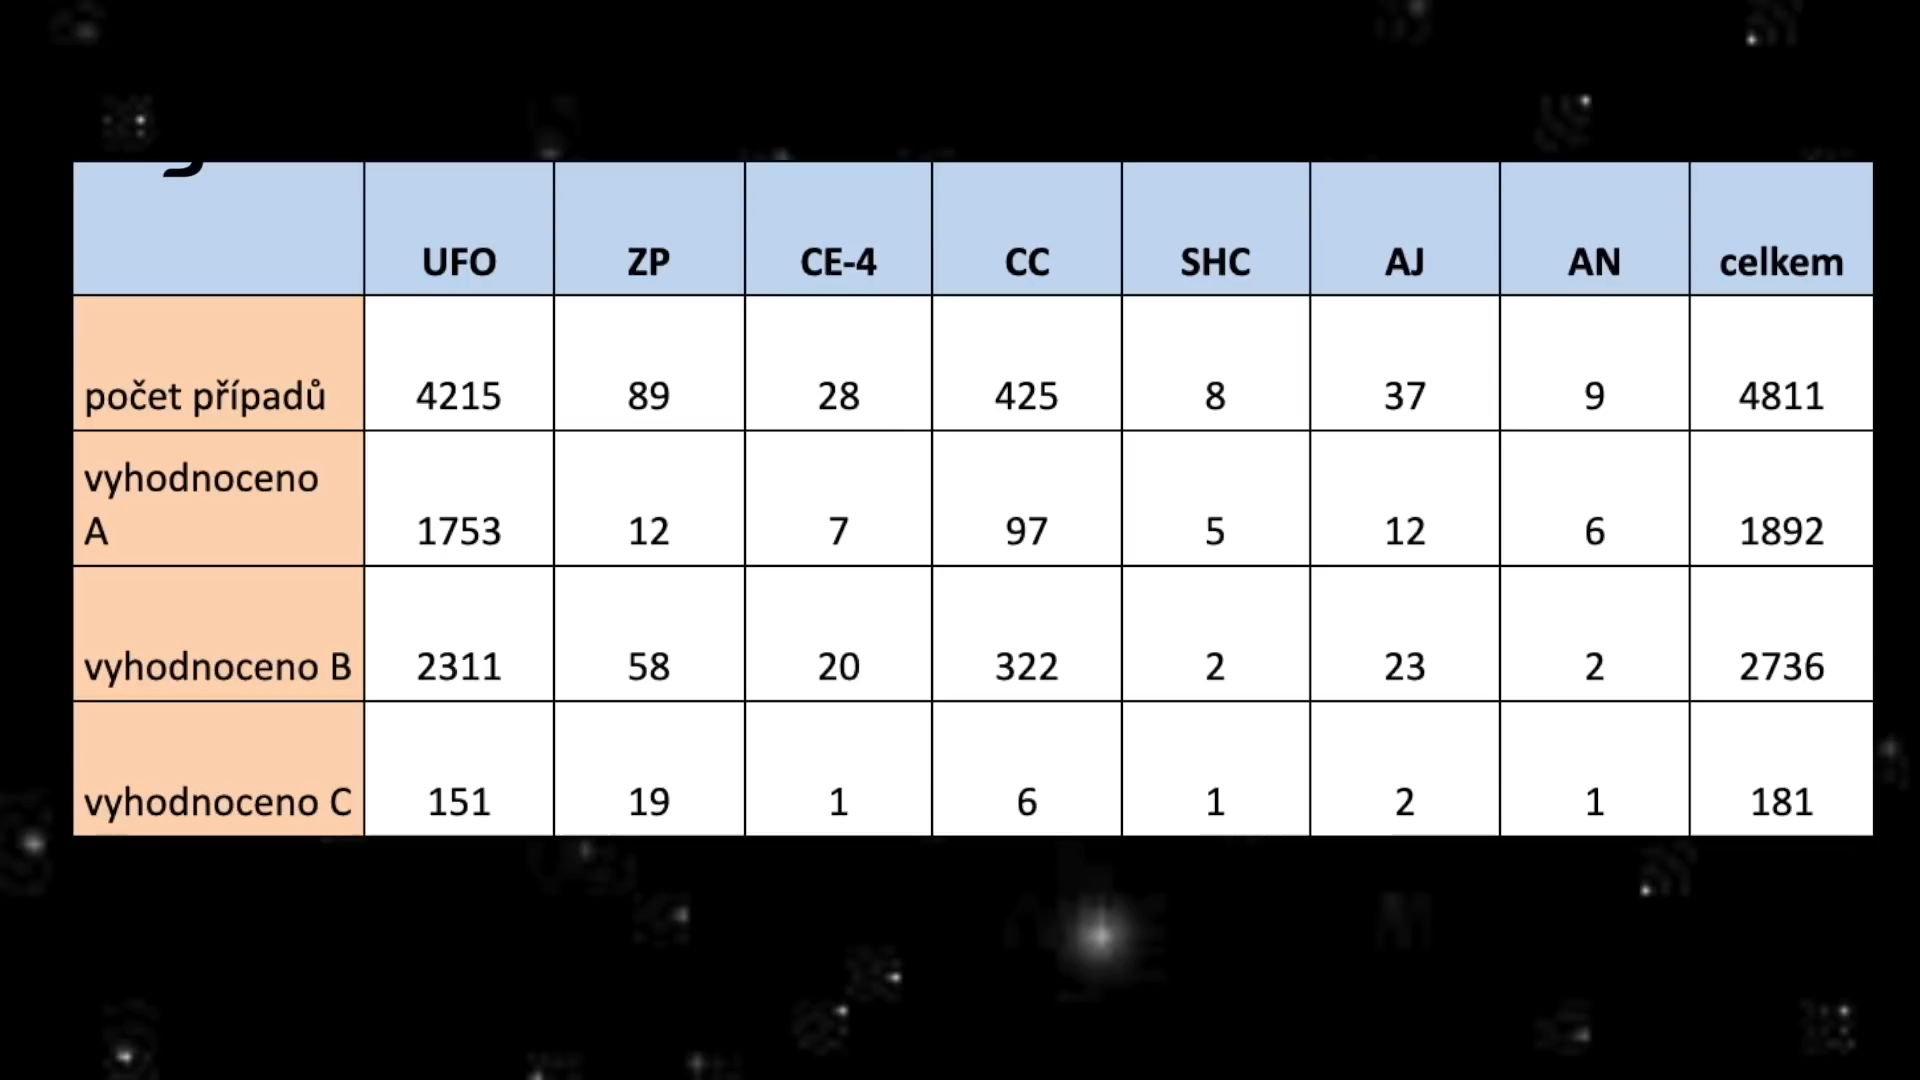 UFO ZP CE-4 CC SHC AJ AN celkem
počet případů 4215 89 28 425 8 37 9 4811
vyhodnoceno
A 1753 12 7 97 5 12 6 1892
vyhodnoceno B 2311 58 20 322 2 23 2 2736
vyhodnoceno C 151 19 1 6 1 2 1 181